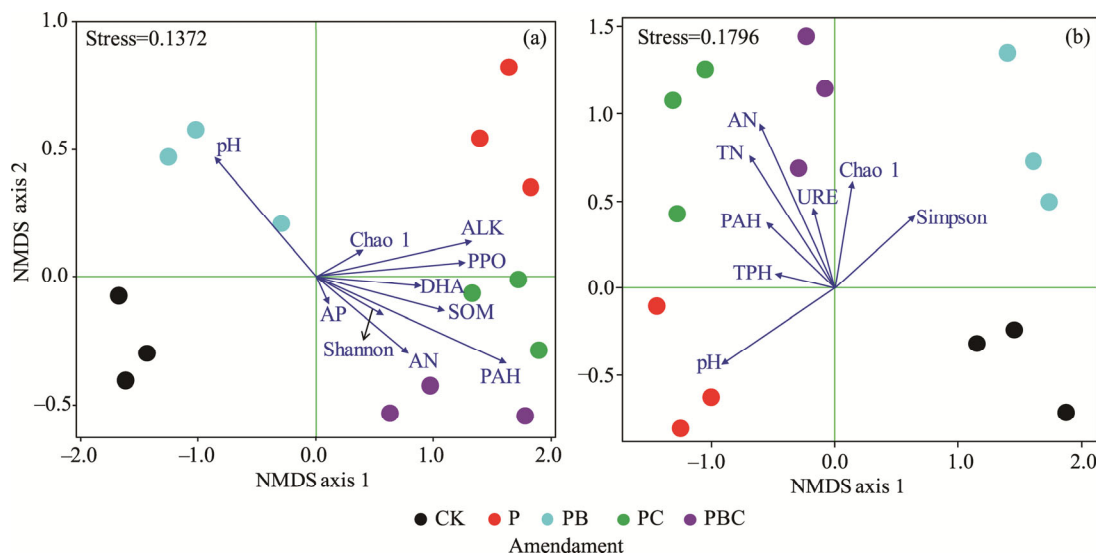 Stress=0.1372
(a)
1.0
0.5
0.0
−0.5
NMDS axis 2
pH
Chao 1
ALK
PPO
DHA
SOM
AP
Shannon
AN
PAH
−2.0
−1.0
0.0
1.0
2.0
NMDS axis 1
Stress=0.1796
(b)
1.5
1.0
0.5
0.0
−0.5
AN
TN
URE
Chao 1
Simpson
PAH
TPH
pH
−1.0
0.0
1.0
2.0
NMDS axis 1
CK P PB PC PBC
Amendament